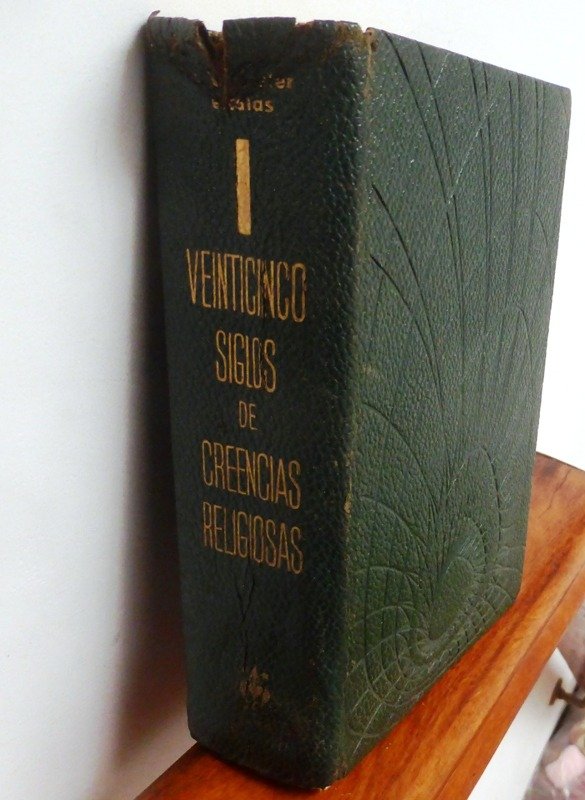 I
VEINTICINCO
SIGLOS
DE
CREENCIAS
RELIGIOSAS